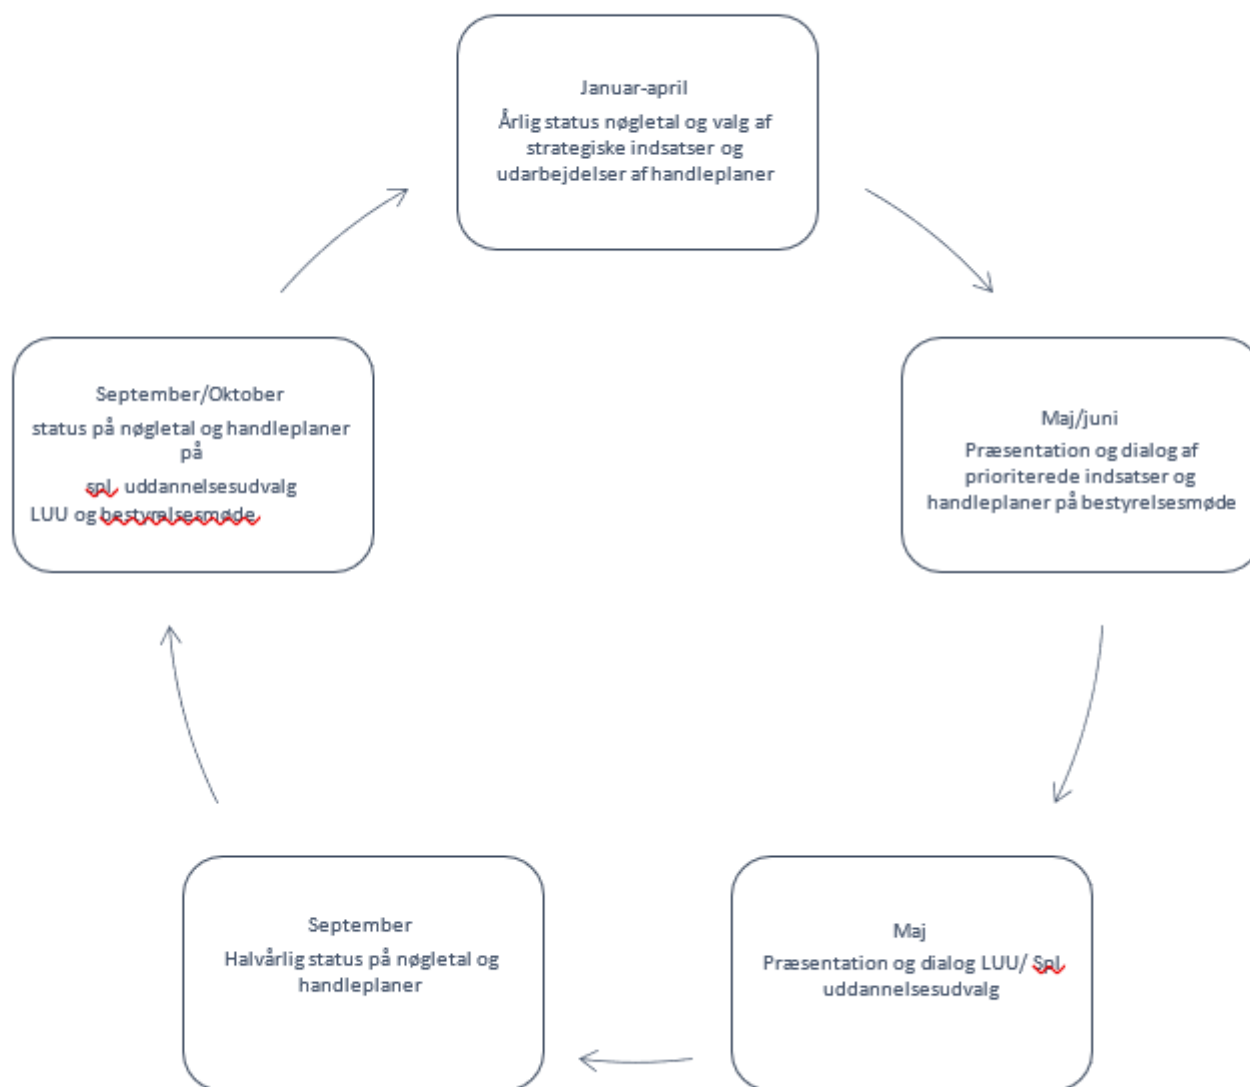 Januar-april
Årlig status nøgletal og valg af
strategiske indsatser og
udarbejdelser af handleplaner
Maj/juni
Præsentation og dialog af
prioriterede indsatser og
handleplaner på bestyrelsesmøde
Maj
Præsentation og dialog LUU/ Spl.
uddannelsesudvalg
September
Halvårlig status på nøgletal og
handleplaner
September/Oktober
status på nøgletal og handleplaner
på
spl. uddannelsesudvalg
LUU og bestyrelsesmøde.